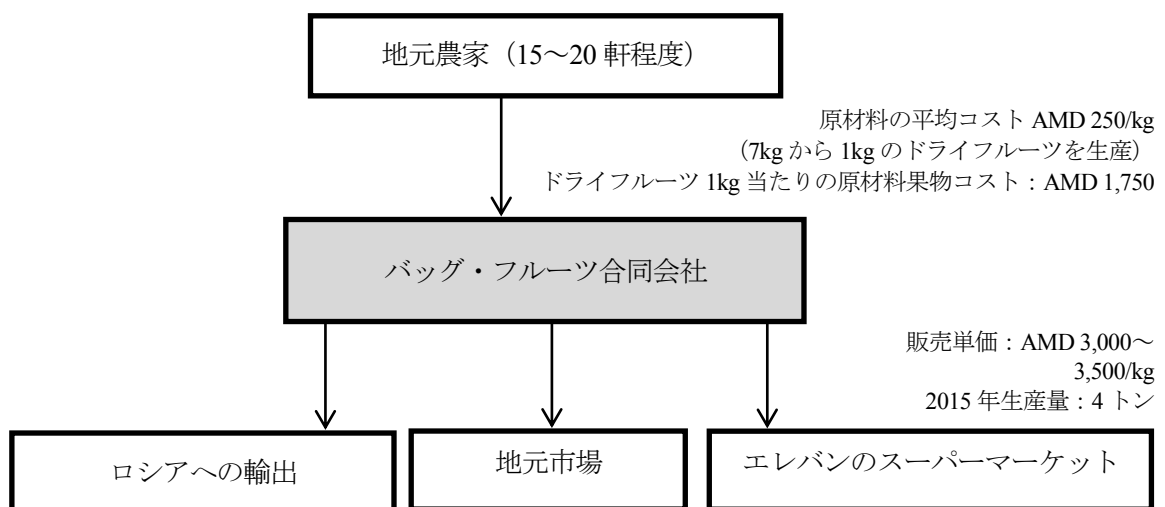 地元農家（15～20 軒程度）
原材料の平均コスト AMD 250/kg
（7kg から 1kg のドライフルーツを生産）
ドライフルーツ 1kg 当たりの原材料果物コスト：AMD 1,750
バッグ・フルーツ合同会社
販売単価：AMD 3,000～
3,500/kg
2015 年生産量：4 トン
ロシアへの輸出
地元市場
エレバンのスーパーマーケット